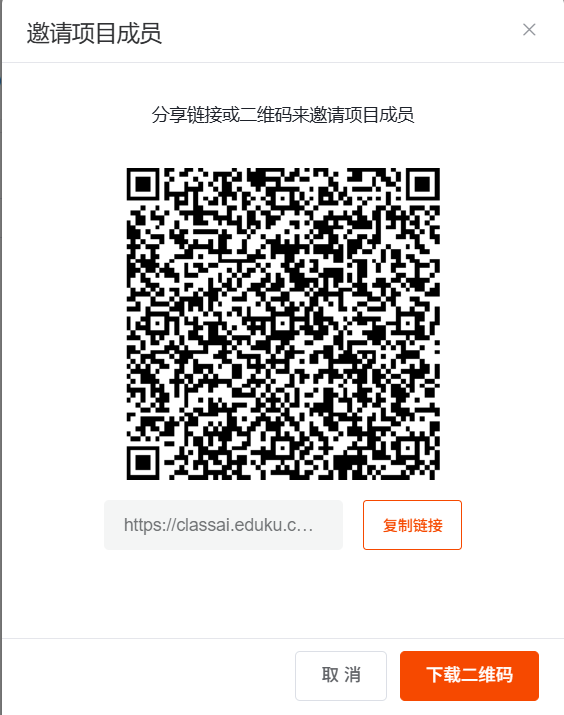 邀请项目成员
分享链接或二维码来邀请项目成员
https://classai.eduku.c...
复制链接
取 消
下载二维码